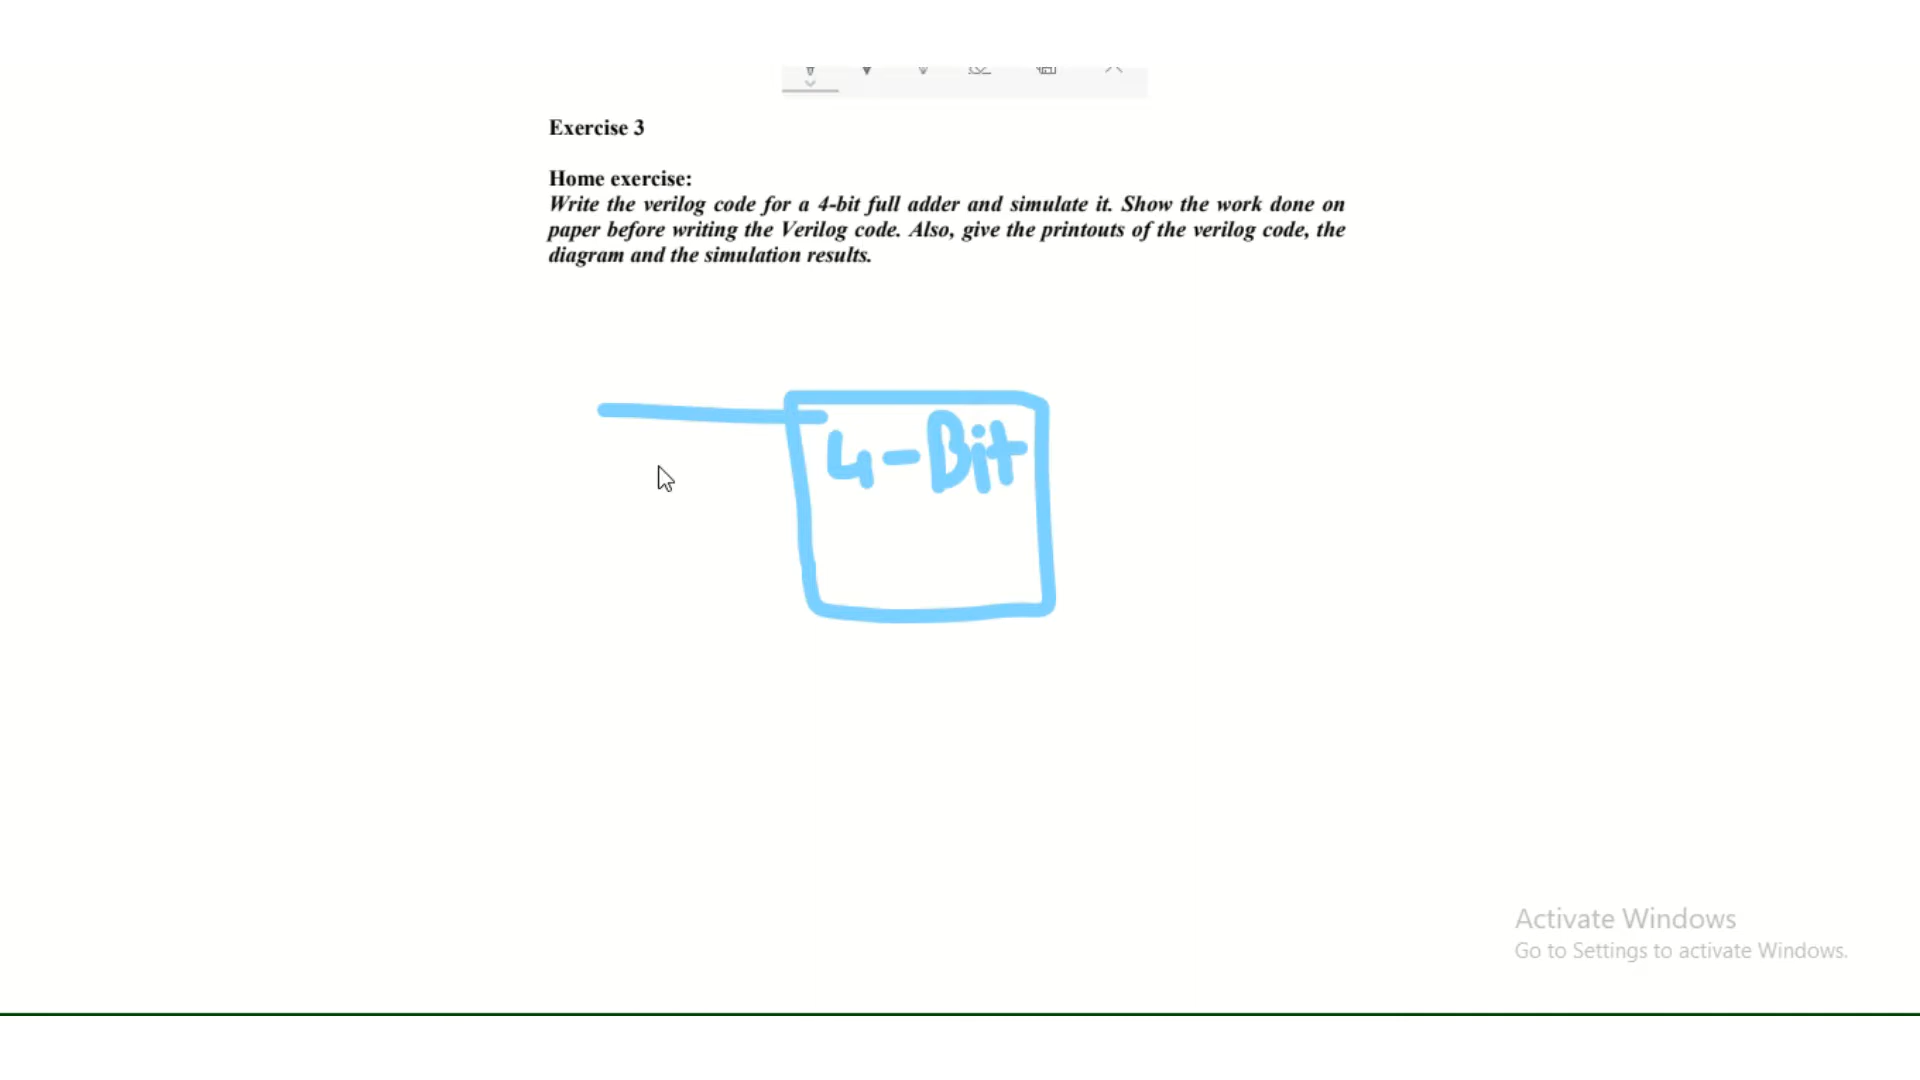 Exercise 3
Home exercise:
Write the verilog code for a 4-bit full adder and simulate it. Show the work done on
paper before writing the Verilog code. Also, give the printouts of the verilog code, the
diagram and the simulation results.
4-Bit
Activate Windows
Go to Settings to activate Windows.